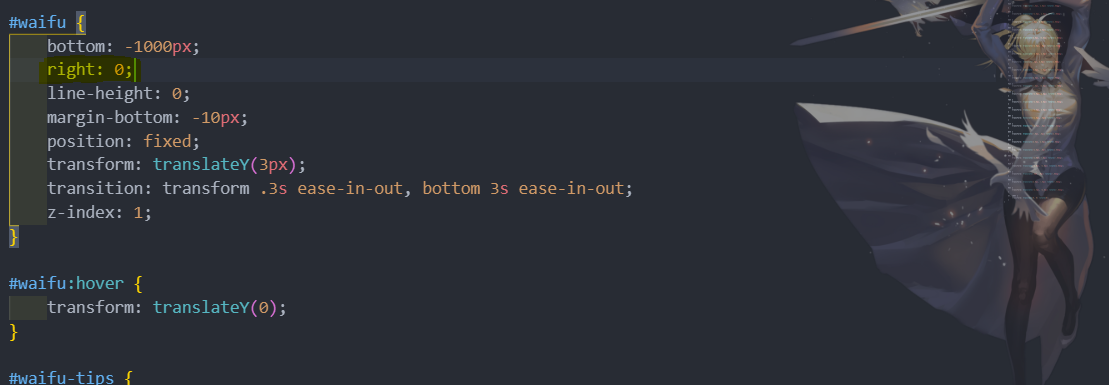 #waifu {
bottom: -1000px;
right: 0;
line-height: 0;
margin-bottom: -10px;
position: fixed;
transform: translateY(3px);
transition: transform .3s ease-in-out, bottom 3s ease-in-out;
z-index: 1;
}
#waifu:hover {
transform: translateY(0);
}
#waifu-tips {